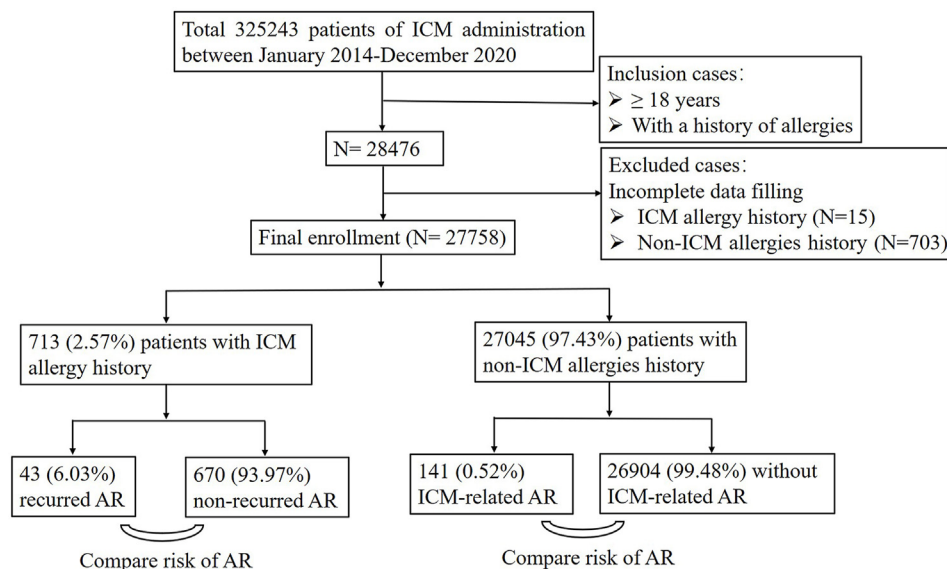 Total 325243 patients of ICM administration
between January 2014-December 2020
Inclusion cases:
➢ ≥ 18 years
➢ With a history of allergies
N= 28476
Excluded cases:
Incomplete data filling
➢ ICM allergy history (N=15)
➢ Non-ICM allergies history (N=703)
Final enrollment (N= 27758)
713 (2.57%) patients with ICM
allergy history
27045 (97.43%) patients with
non-ICM allergies history
43 (6.03%)
recurred AR
670 (93.97%)
non-recurred AR
141 (0.52%)
ICM-related AR
26904 (99.48%) without
ICM-related AR
Compare risk of AR
Compare risk of AR